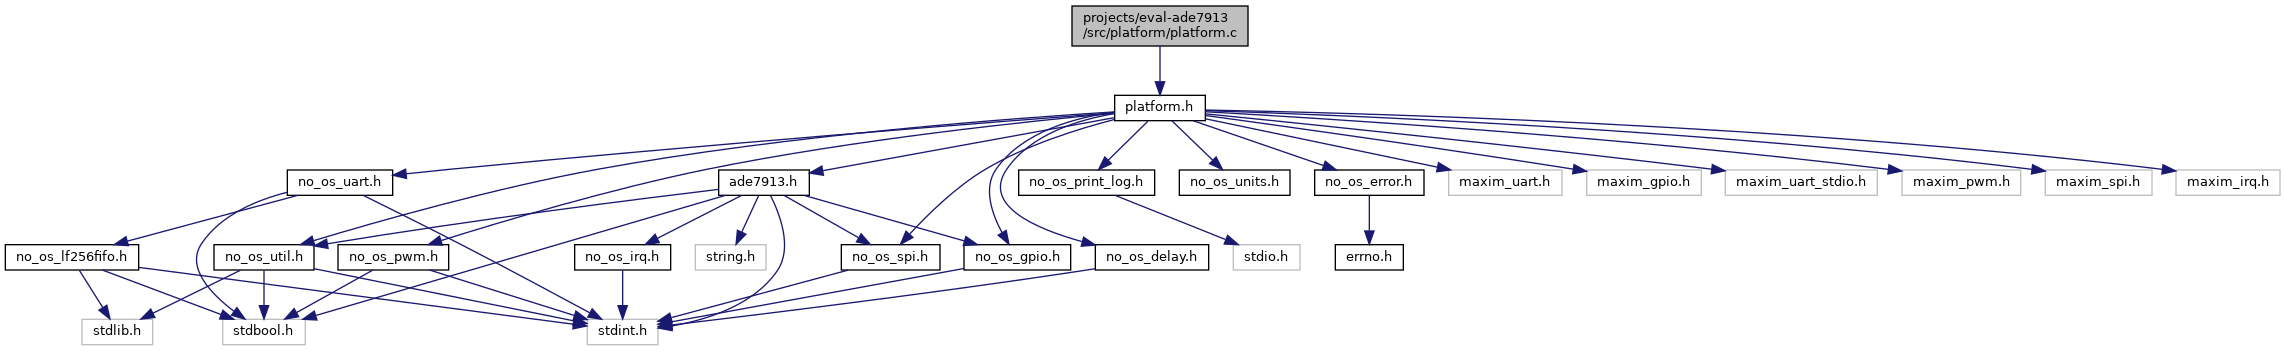 projects/eval-ade7913
/src/platform/platform.c
platform.h
no_os_uart.h
ade7913.h
no_os_print_log.h
no_os_units.h
no_os_error.h
maxim_uart.h
maxim_gpio.h
maxim_uart_stdio.h
maxim_pwm.h
maxim_spi.h
maxim_irq.h
no_os_lf256fifo.h
no_os_util.h
no_os_pwm.h
no_os_irq.h
string.h
no_os_spi.h
no_os_gpio.h
no_os_delay.h
stdio.h
errno.h
stdlib.h
stdbool.h
stdint.h